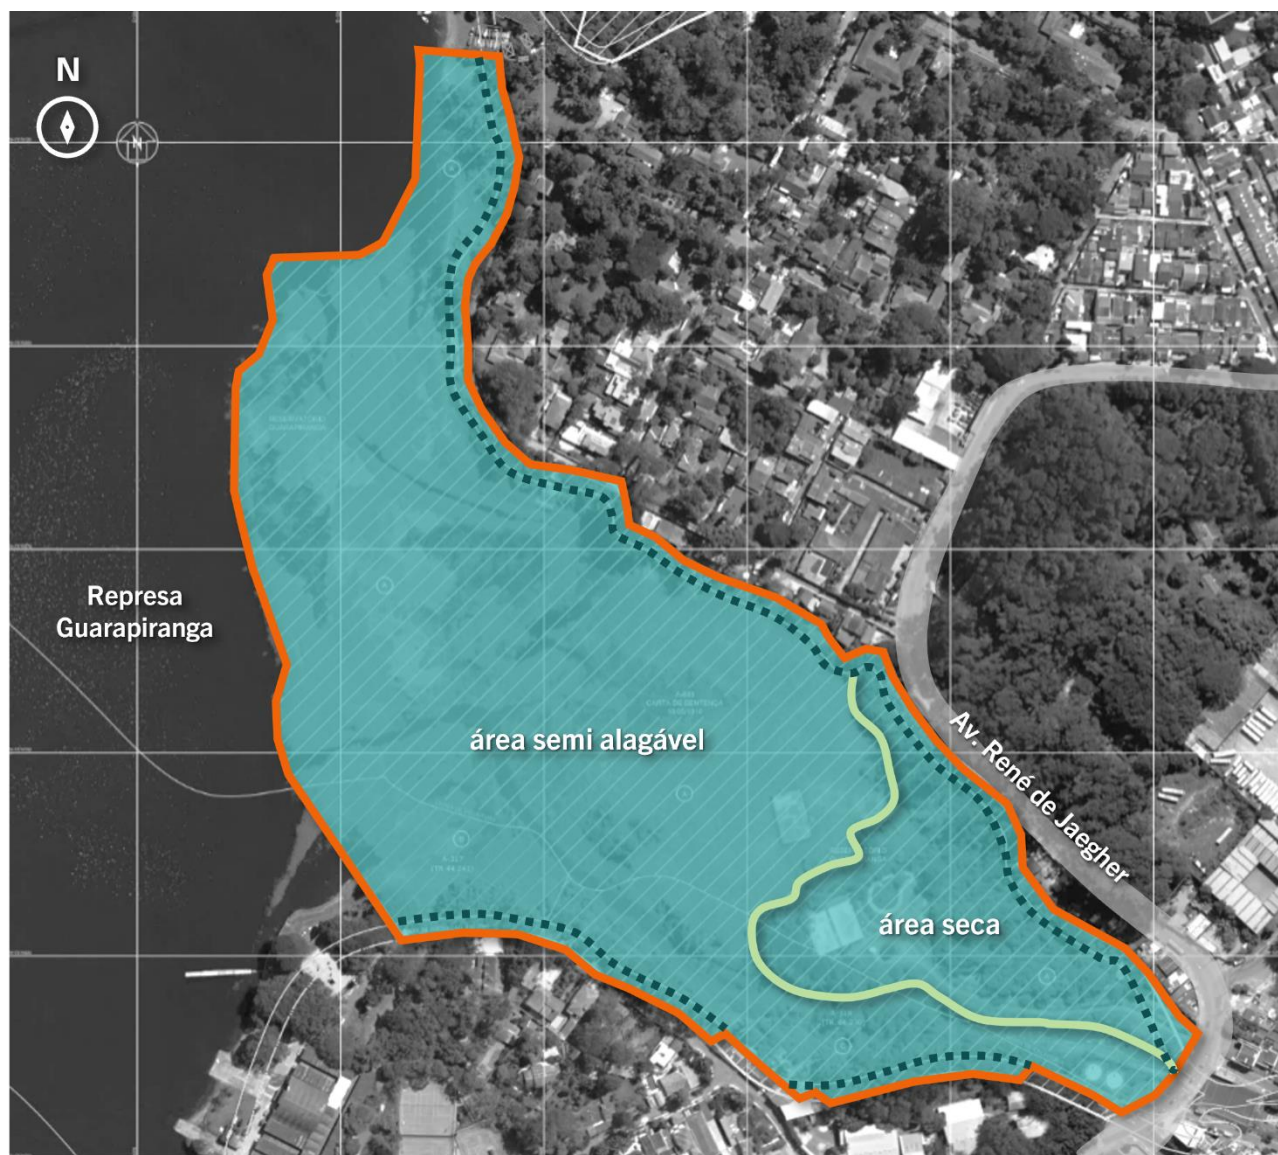 N
N
Represa
Guarapiranga
área semi alagável
Av. René de Jaegher
área seca